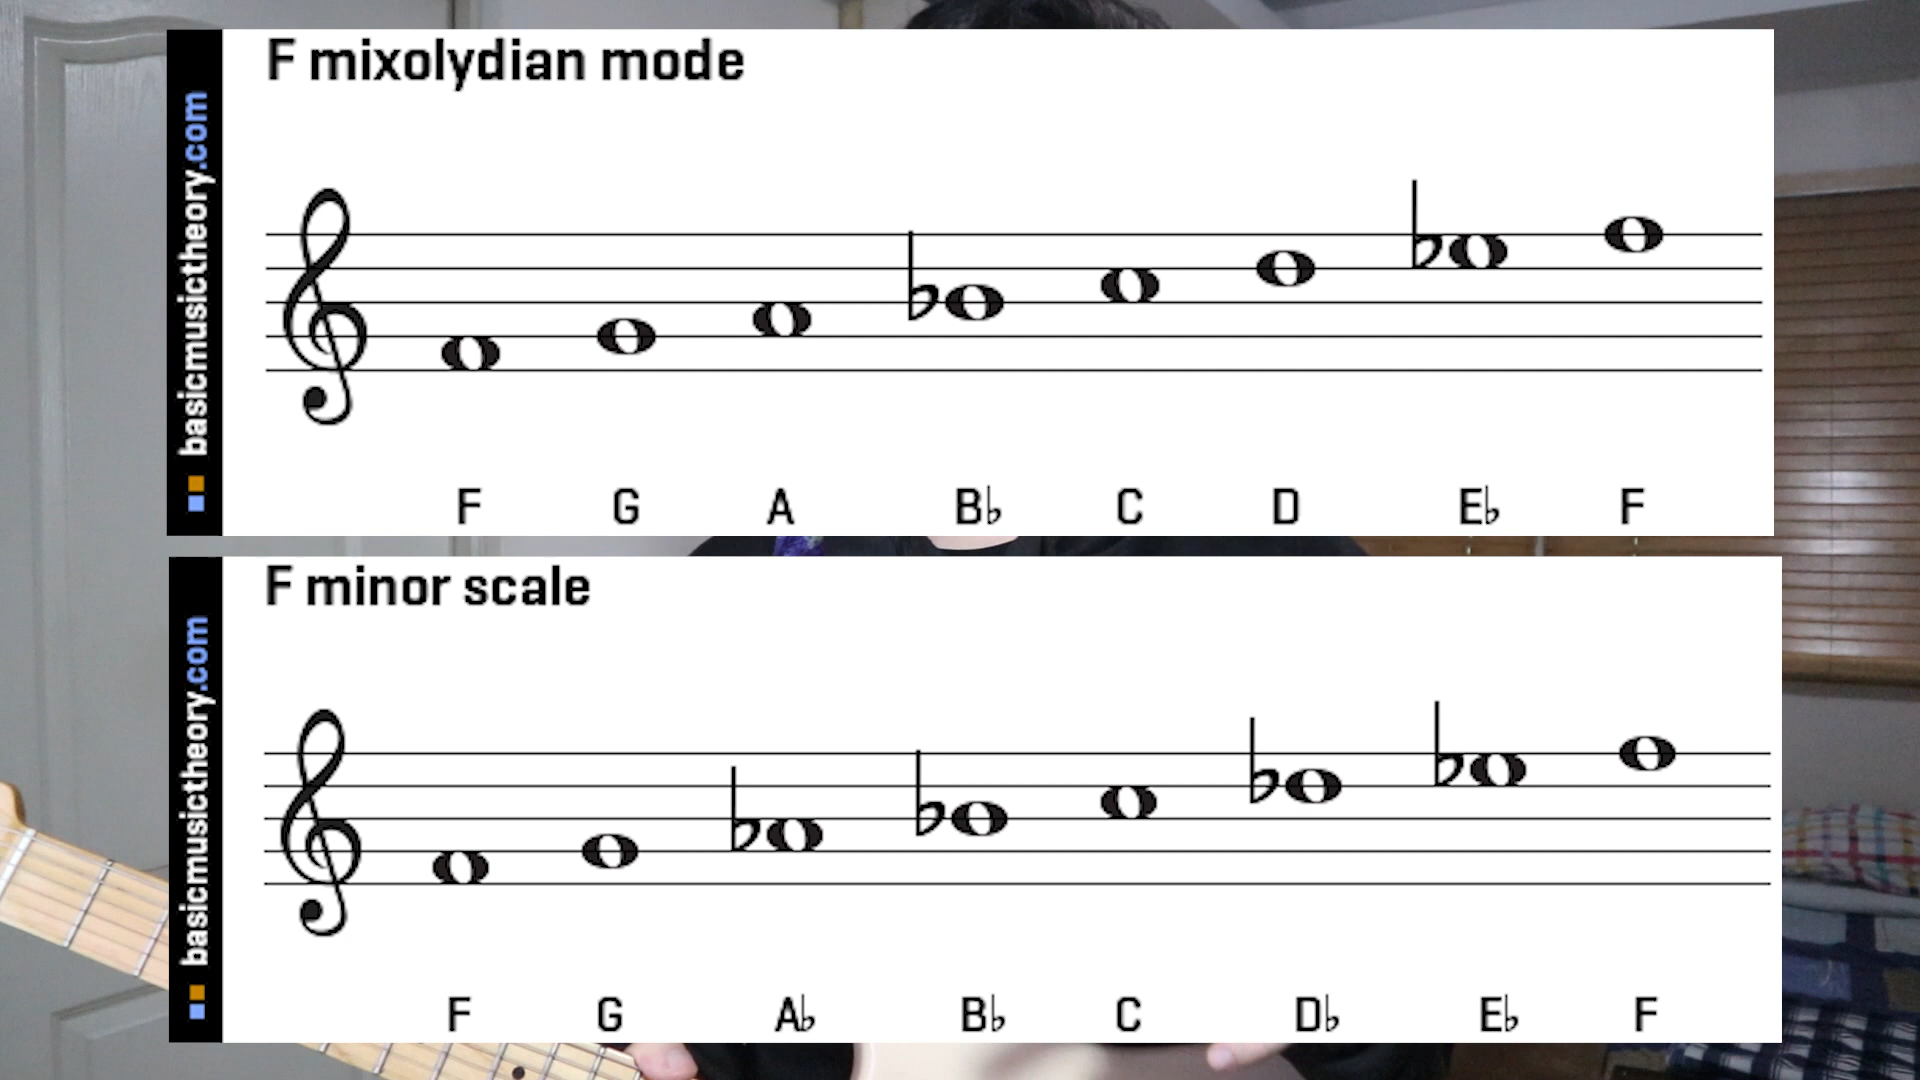 F mixolydian mode
basicmusictheory.com
F G A B♭ C D E♭ F
F minor scale
basicmusictheory.com
F G A♭ B♭ C D♭ E♭ F